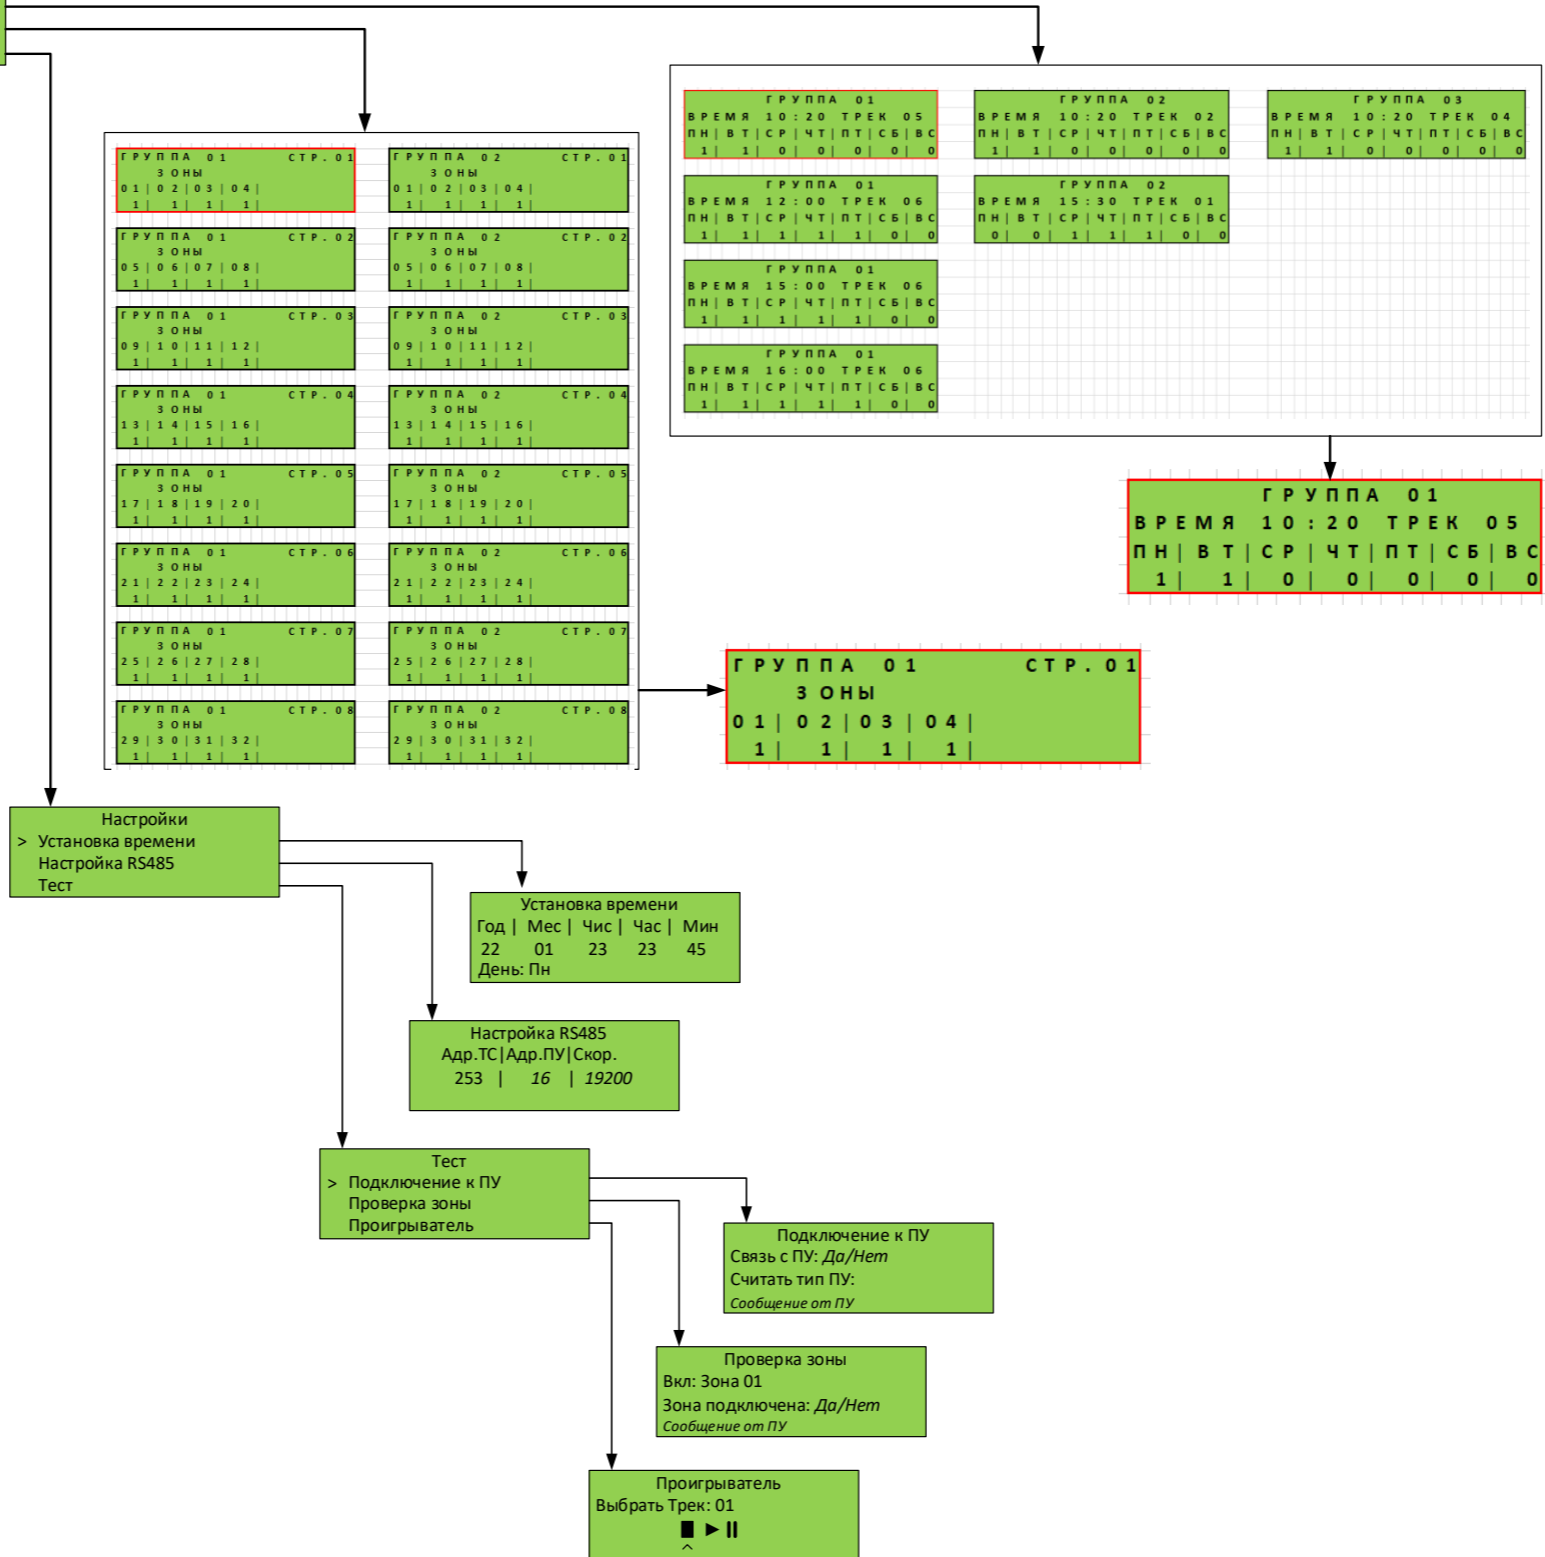 ГРУППА 01
ВРЕМЯ 10:20 ТРЕК 05
ПН| ВТ|СР|ЧТ|ПТ|СБ|ВС
1| 1| 0| 0| 0| 0| 0
ГРУППА 02
ВРЕМЯ 10:20 ТРЕК 02
ПН| ВТ|СР|ЧТ|ПТ|СБ|ВС
1| 1| 0| 0| 0| 0| 0
ГРУППА 03
ВРЕМЯ 10:20 ТРЕК 04
ПН| ВТ|СР|ЧТ|ПТ|СБ|ВС
1| 1| 0| 0| 0| 0| 0
ГРУППА 01
ВРЕМЯ 12:00 ТРЕК 06
ПН| ВТ|СР|ЧТ|ПТ|СБ|ВС
1| 1| 1| 1| 1| 0| 0
ГРУППА 02
ВРЕМЯ 15:30 ТРЕК 01
ПН| ВТ|СР|ЧТ|ПТ|СБ|ВС
0| 0| 1| 1| 1| 0| 0
ГРУППА 01
ВРЕМЯ 15:00 ТРЕК 06
ПН| ВТ|СР|ЧТ|ПТ|СБ|ВС
1| 1| 1| 1| 1| 0| 0
ГРУППА 01
ВРЕМЯ 16:00 ТРЕК 06
ПН| ВТ|СР|ЧТ|ПТ|СБ|ВС
1| 1| 1| 1| 1| 0| 0
ГРУППА 01
ВРЕМЯ 10:20 ТРЕК 05
ПН| ВТ|СР|ЧТ|ПТ|СБ|ВС
1| 1| 0| 0| 0| 0| 0
ГРУППА 01 СТР.01
ЗОНЫ
01| 02|03|04|
1| 1| 1| 1|
ГРУППА 02 СТР.01
ЗОНЫ
01| 02|03|04|
1| 1| 1| 1|
ГРУППА 01 СТР.02
ЗОНЫ
05| 06|07|08|
1| 1| 1| 1|
ГРУППА 02 СТР.02
ЗОНЫ
05| 06|07|08|
1| 1| 1| 1|
ГРУППА 01 СТР.03
ЗОНЫ
09| 10|11|12|
1| 1| 1| 1|
ГРУППА 02 СТР.03
ЗОНЫ
09| 10|11|12|
1| 1| 1| 1|
ГРУППА 01 СТР.04
ЗОНЫ
13| 14|15|16|
1| 1| 1| 1|
ГРУППА 02 СТР.04
ЗОНЫ
13| 14|15|16|
1| 1| 1| 1|
ГРУППА 01 СТР.05
ЗОНЫ
17| 18|19|20|
1| 1| 1| 1|
ГРУППА 02 СТР.05
ЗОНЫ
17| 18|19|20|
1| 1| 1| 1|
ГРУППА 01 СТР.06
ЗОНЫ
21| 22|23|24|
1| 1| 1| 1|
ГРУППА 02 СТР.06
ЗОНЫ
21| 22|23|24|
1| 1| 1| 1|
ГРУППА 01 СТР.07
ЗОНЫ
25| 26|27|28|
1| 1| 1| 1|
ГРУППА 02 СТР.07
ЗОНЫ
25| 26|27|28|
1| 1| 1| 1|
ГРУППА 01 СТР.08
ЗОНЫ
29| 30|31|32|
1| 1| 1| 1|
ГРУППА 02 СТР.08
ЗОНЫ
29| 30|31|32|
1| 1| 1| 1|
ГРУППА 01 СТР.01
ЗОНЫ
01| 02|03|04|
1| 1| 1| 1|
Настройки
> Установка времени
Настройка RS485
Тест
Установка времени
Год | Мес | Чис | Час | Мин
22 01 23 23 45
День: Пн
Настройка RS485
Адр.ТС|Адр.ПУ|Скор.
253 | 16 | 19200
Тест
> Подключение к ПУ
Проверка зоны
Проигрыватель
Подключение к ПУ
Связь с ПУ: Да/Нет
Считать тип ПУ:
Сообщение от ПУ
Проверка зоны
Вкл: Зона 01
Зона подключена: Да/Нет
Сообщение от ПУ
Проигрыватель
Выбрать Трек: 01
^